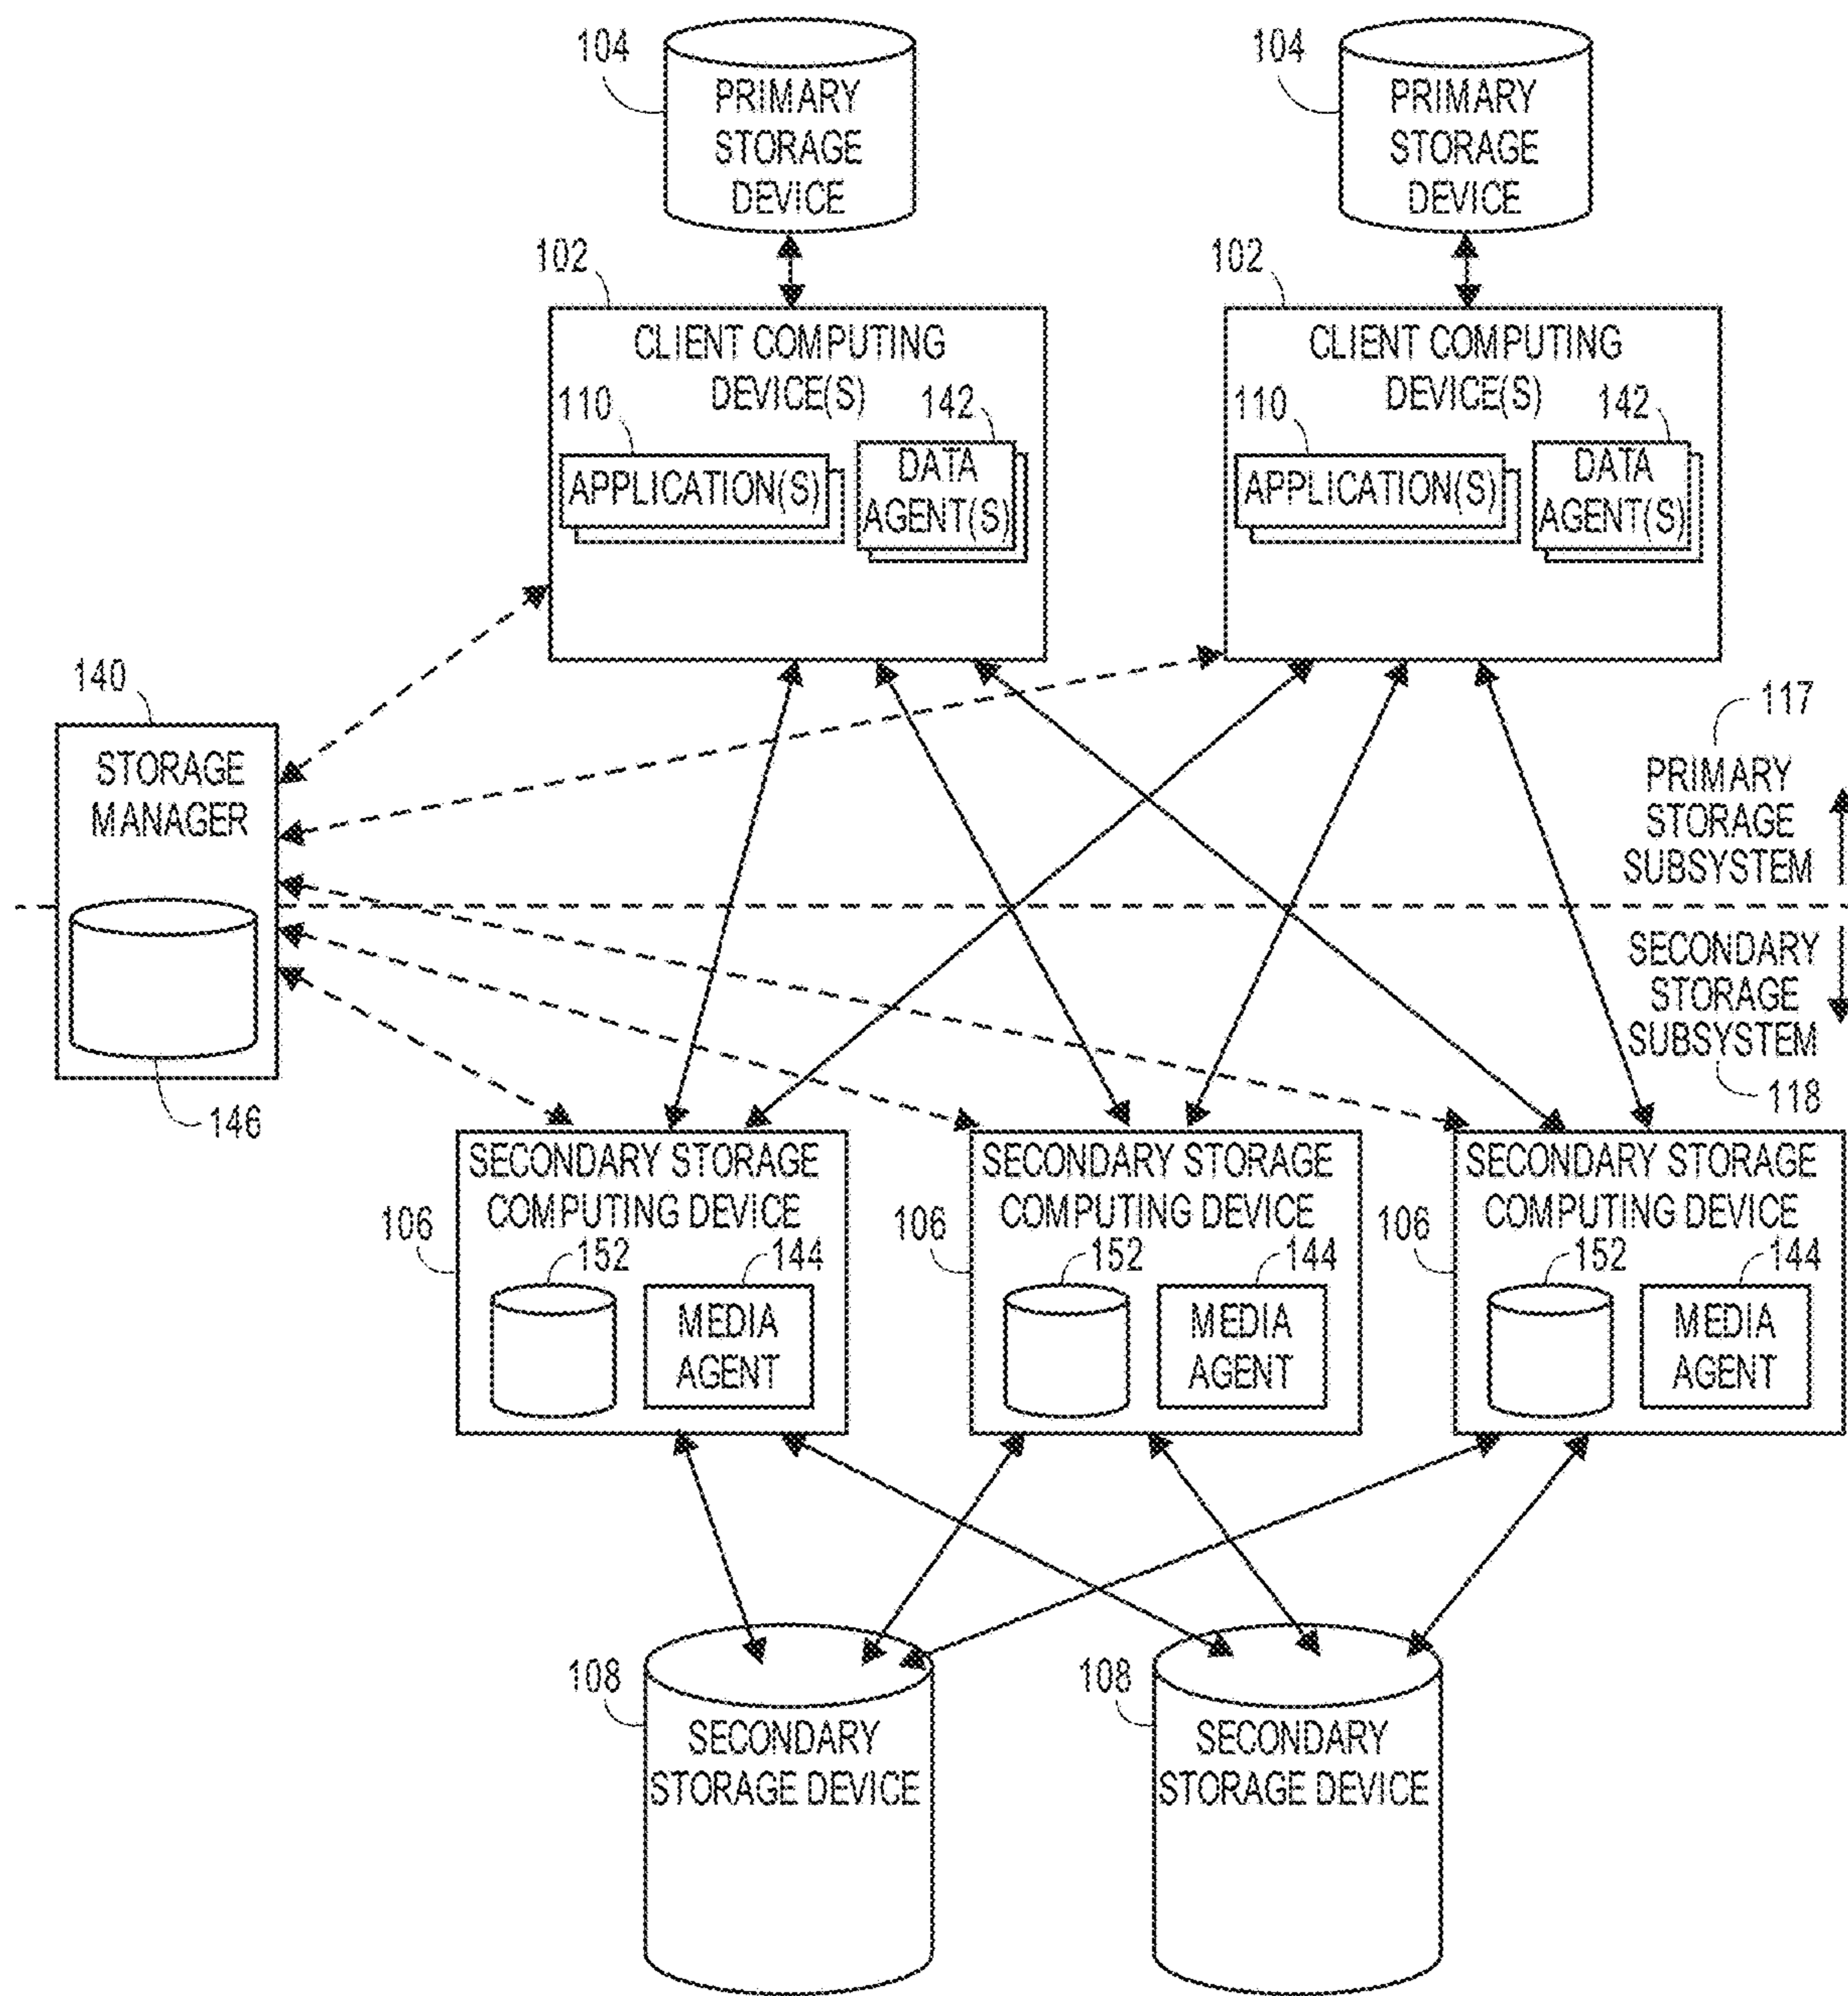 104
PRIMARY
STORAGE
DEVICE
104
PRIMARY
STORAGE
DEVICE
102
CLIENT COMPUTING
DEVICE(S)
110
142
APPLICATION(S)
DATA
AGENT(S)
102
CLIENT COMPUTING
DEVICE(S)
110
142
APPLICATION(S)
DATA
AGENT(S)
140
STORAGE
MANAGER
146
117
PRIMARY
STORAGE
SUBSYSTEM
SECONDARY
STORAGE
SUBSYSTEM
118
106
SECONDARY STORAGE
COMPUTING DEVICE
152
144
MEDIA
AGENT
106
SECONDARY STORAGE
COMPUTING DEVICE
152
144
MEDIA
AGENT
106
SECONDARY STORAGE
COMPUTING DEVICE
152
144
MEDIA
AGENT
108
SECONDARY
STORAGE DEVICE
108
SECONDARY
STORAGE DEVICE